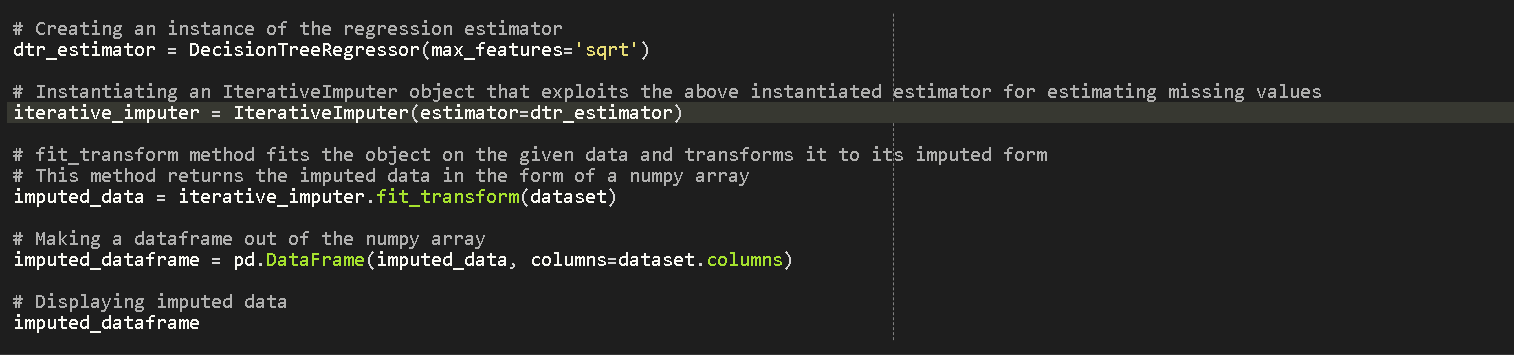 # Creating an instance of the regression estimator
dtr_estimator = DecisionTreeRegressor(max_features='sqrt')
# Instantiating an IterativeImputer object that exploits the above instantiated estimator for estimating missing values
iterative_imputer = IterativeImputer(estimator=dtr_estimator)
# fit_transform method fits the object on the given data and transforms it to its imputed form
# This method returns the imputed data in the form of a numpy array
imputed_data = iterative_imputer.fit_transform(dataset)
# Making a dataframe out of the numpy array
imputed_dataframe = pd.DataFrame(imputed_data, columns=dataset.columns)
# Displaying imputed data
imputed_dataframe